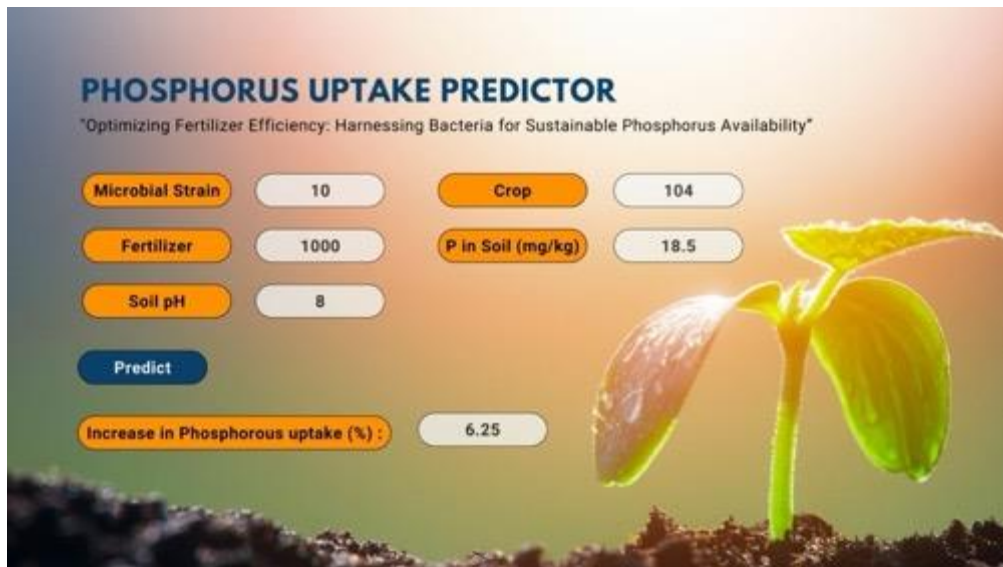 PHOSPHORUS UPTAKE PREDICTOR
"Optimizing Fertilizer Efficiency: Harnessing Bacteria for Sustainable Phosphorus Availability"
Microbial Strain 10 Crop 104
Fertilizer 1000 P in Soil (mg/kg) 18.5
Soil pH 8
Predict
Increase in Phosphorous uptake (%) : 6.25